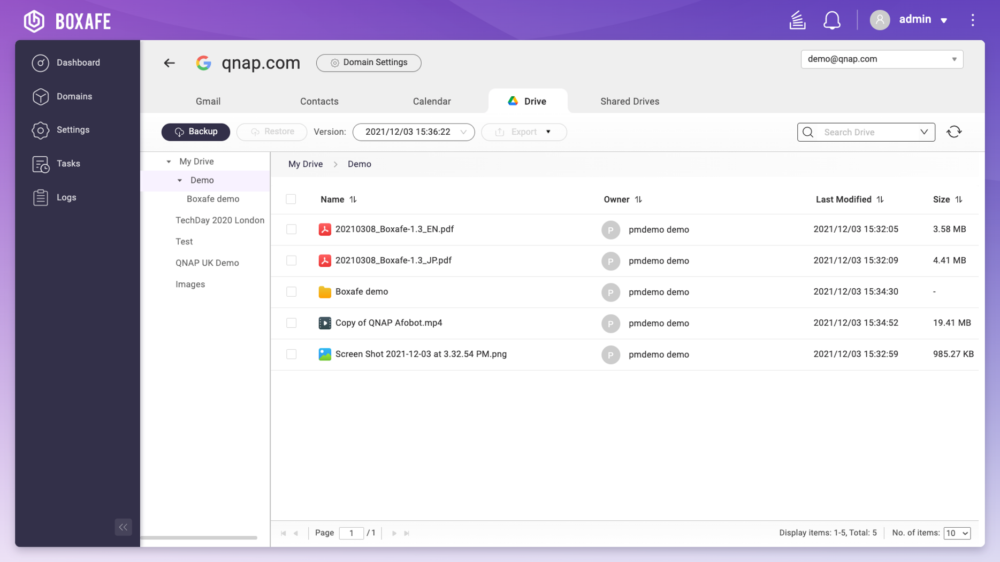 BOXAFE
admin
Dashboard
Domains
Settings
Tasks
Logs
qnap.com
Domain Settings
demo@qnap.com
Gmail
Contacts
Calendar
Drive
Shared Drives
Backup
Restore
Version:
2021/12/03 15:36:22
Export
Search Drive
My Drive
Demo
Boxafe demo
TechDay 2020 London
Test
QNAP UK Demo
Images
My Drive > Demo
Name Owner Last Modified Size
20210308_Boxafe-1.3_EN.pdf P pmdemo demo 2021/12/03 15:32:05 3.58 MB
20210308_Boxafe-1.3_JP.pdf P pmdemo demo 2021/12/03 15:32:09 4.41 MB
Boxafe demo P pmdemo demo 2021/12/03 15:34:30 -
Copy of QNAP Afobot.mp4 P pmdemo demo 2021/12/03 15:34:52 19.41 MB
Screen Shot 2021-12-03 at 3.32.54 PM.png P pmdemo demo 2021/12/03 15:32:59 985.27 KB
Page 1 /1
Display items: 1-5, Total: 5
No. of items: 10